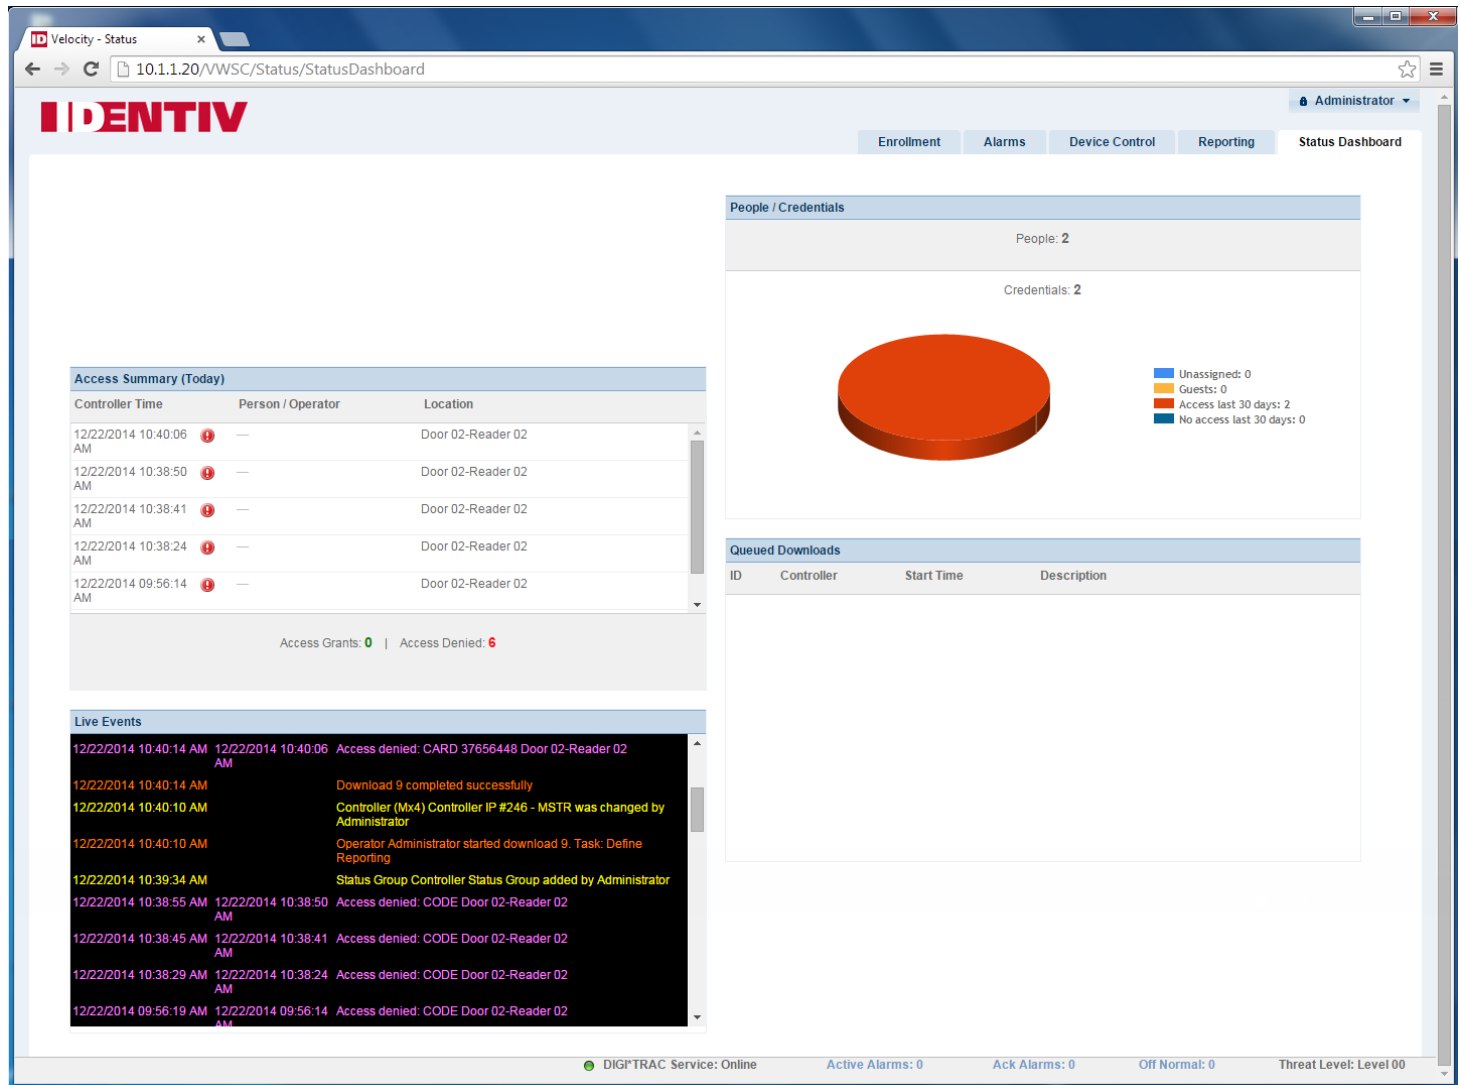 Velocity - Status
10.1.1.20/VWSC/Status/StatusDashboard
IDENTIV
Administrator
Enrollment Alarms Device Control Reporting Status Dashboard
People / Credentials
People: 2
Credentials: 2
Unassigned: 0
Guests: 0
Access last 30 days: 2
No access last 30 days: 0
Access Summary (Today)
Controller Time Person / Operator Location
12/22/2014 10:40:06 — Door 02-Reader 02
AM
12/22/2014 10:38:50 — Door 02-Reader 02
AM
12/22/2014 10:38:41 — Door 02-Reader 02
AM
12/22/2014 10:38:24 — Door 02-Reader 02
AM
12/22/2014 09:56:14 — Door 02-Reader 02
AM
Access Grants: 0 | Access Denied: 6
Queued Downloads
ID Controller Start Time Description
Live Events
12/22/2014 10:40:14 AM 12/22/2014 10:40:06 Access denied: CARD 37656448 Door 02-Reader 02
AM
12/22/2014 10:40:14 AM Download 9 completed successfully
12/22/2014 10:40:10 AM Controller (Mx4) Controller IP #246 - MSTR was changed by
Administrator
12/22/2014 10:40:10 AM Operator Administrator started download 9. Task: Define
Reporting
12/22/2014 10:39:34 AM Status Group Controller Status Group added by Administrator
12/22/2014 10:38:55 AM 12/22/2014 10:38:50 Access denied: CODE Door 02-Reader 02
AM
12/22/2014 10:38:45 AM 12/22/2014 10:38:41 Access denied: CODE Door 02-Reader 02
AM
12/22/2014 10:38:29 AM 12/22/2014 10:38:24 Access denied: CODE Door 02-Reader 02
AM
12/22/2014 09:56:19 AM 12/22/2014 09:56:14 Access denied: CODE Door 02-Reader 02
AM
DIGI*TRAC Service: Online Active Alarms: 0 Ack Alarms: 0 Off Normal: 0 Threat Level: Level 00